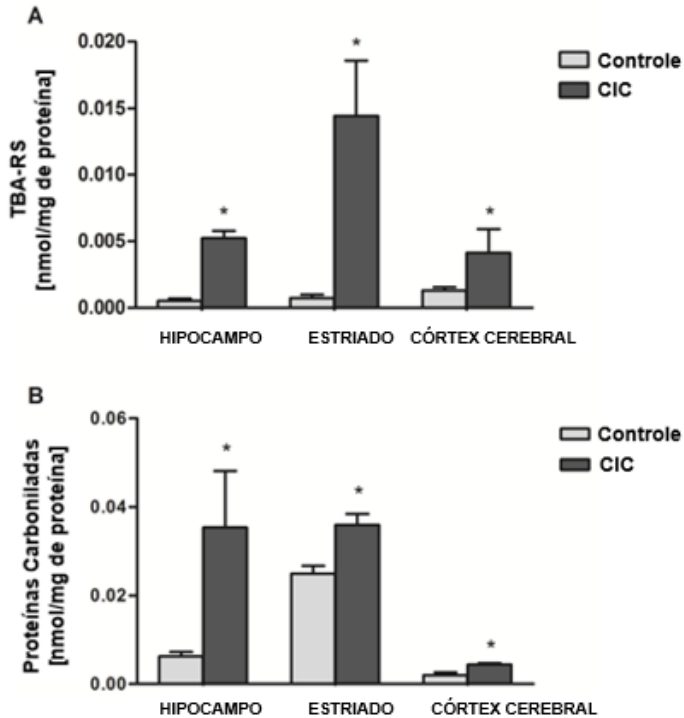 A
TBA-RS
[nmol/mg de proteína]
0.020
0.015
0.010
0.005
0.000
*
*
*
Controle
CIC
HIPOCAMPO
ESTRIADO
CÓRTEX CEREBRAL
B
Proteínas Carboniladas
[nmol/mg de proteína]
0.06
0.04
0.02
0.00
*
*
*
Controle
CIC
HIPOCAMPO
ESTRIADO
CÓRTEX CEREBRAL